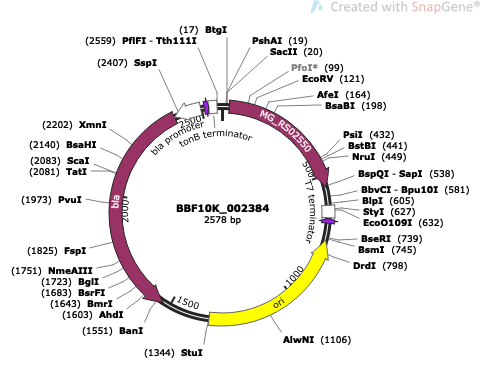 Created with SnapGene®
(17) BtgI
(2559) PflFI - Tth111I
(2407) SspI
PshAI (19)
SacII (20)
PfoI* (99)
EcoRV (121)
AfeI (164)
BsaBI (198)
PsiI (432)
BstBI (441)
NruI (449)
BspQI - SapI (538)
BbvCI - Bpu10I (581)
BlpI (605)
StyI (627)
EcoO109I (632)
BseRI (739)
BsmI (745)
DrdI (798)
AlwNI (1106)
(1344) StuI
(1551) BanI
(1603) AhdI
(1643) BmrI
(1683) BsrFI
(1723) BglI
(1751) NmeAIII
(1825) FspI
(1973) PvuI
(2081) TatI
(2083) ScaI
(2140) BsaHI
(2202) XmnI
bla promoter
tonB terminator
MG_RS02550
T7 terminator
ori
bla
500
1000
1500
2000
2500
BBF10K_002384
2578 bp